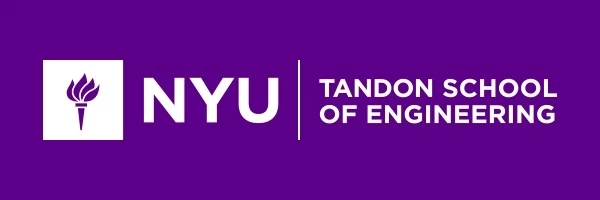 NYU
TANDON SCHOOL
OF ENGINEERING